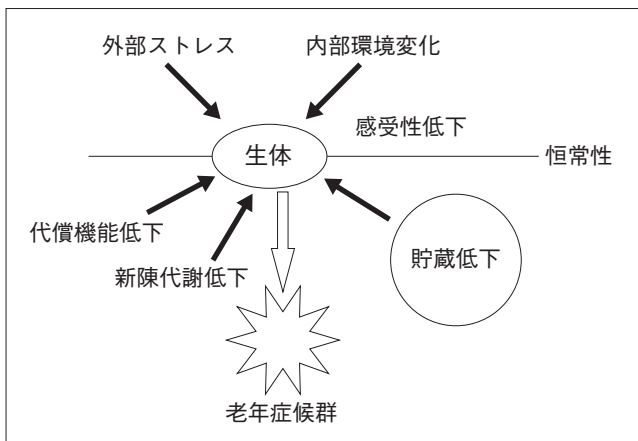 外部ストレス
内部環境変化
感受性低下
生体
恒常性
代償機能低下
新陳代謝低下
貯蔵低下
老年症候群